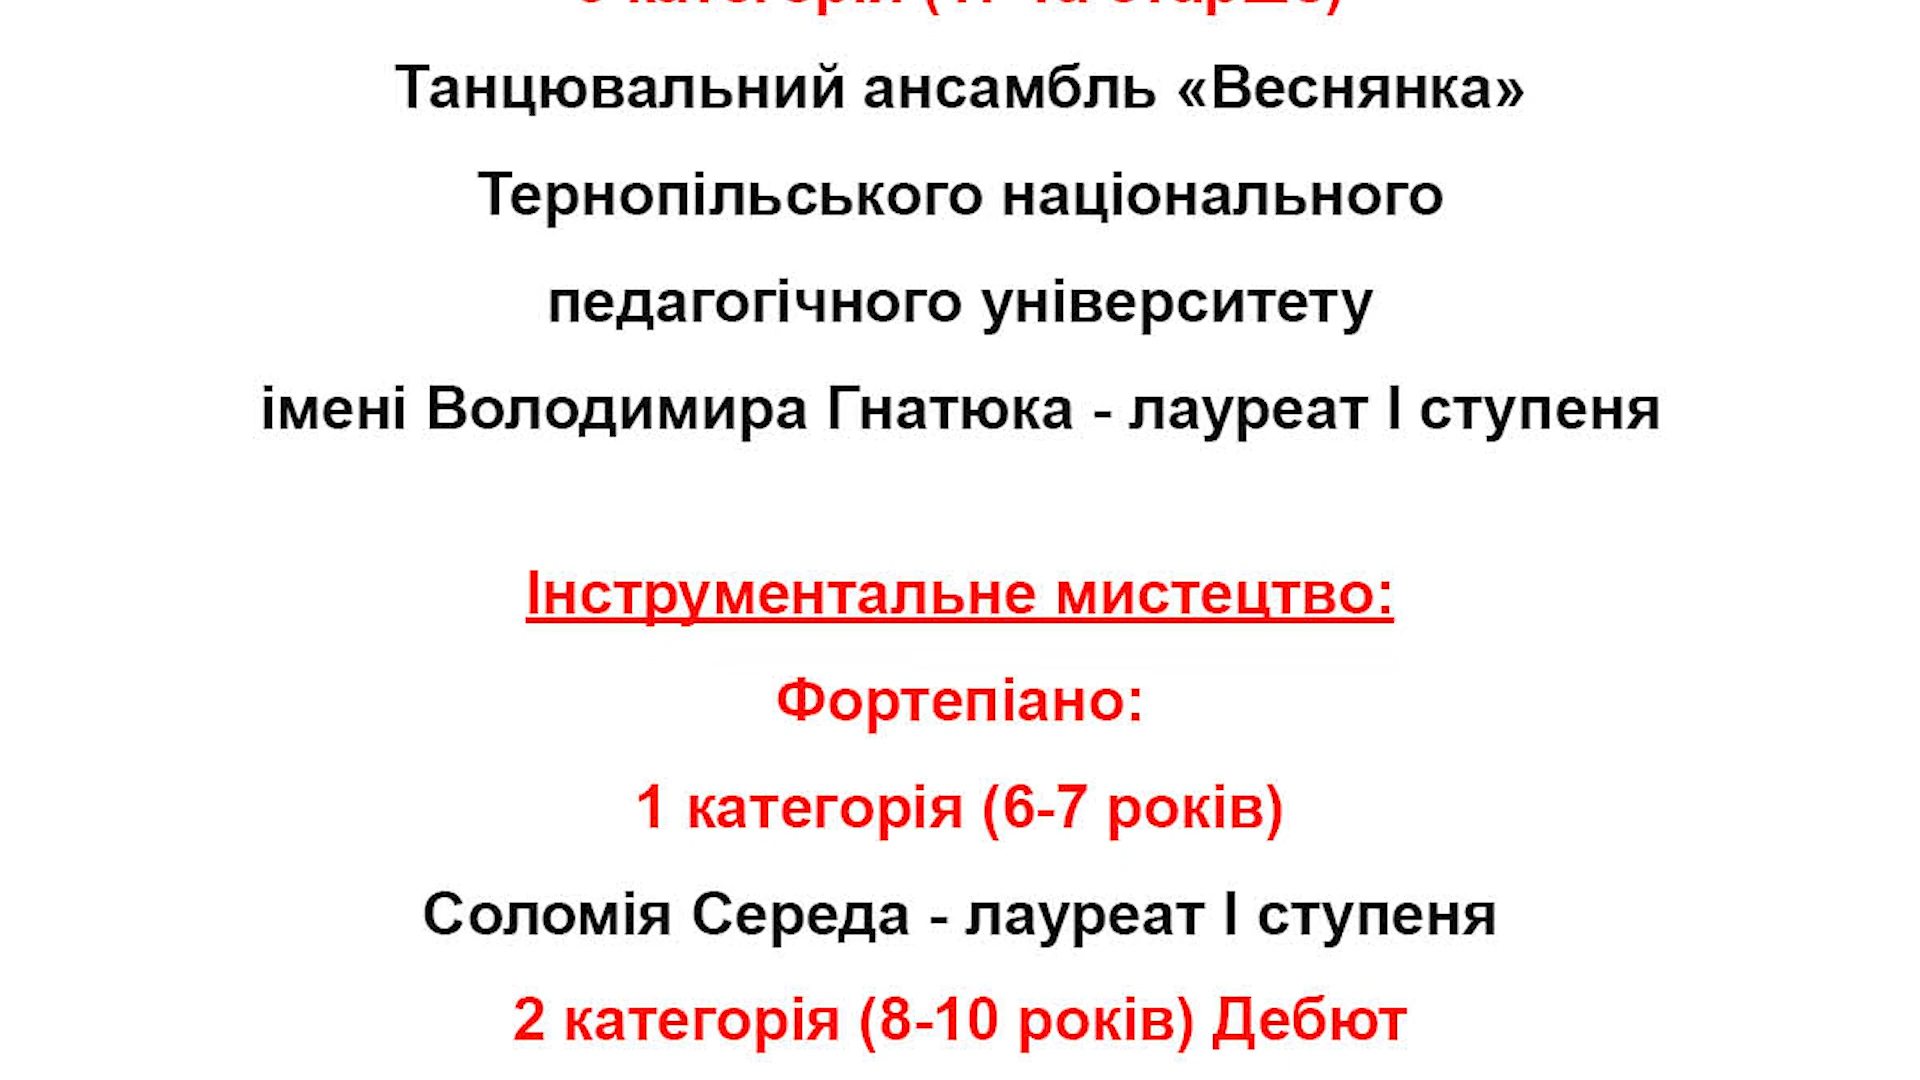 Танцювальний ансамбль «Веснянка»
Тернопільського національного
педагогічного університету
імені Володимира Гнатюка - лауреат І ступеня
Інструментальне мистецтво:
Фортепіано:
1 категорія (6-7 років)
Соломія Середа - лауреат І ступеня
2 категорія (8-10 років) Дебют